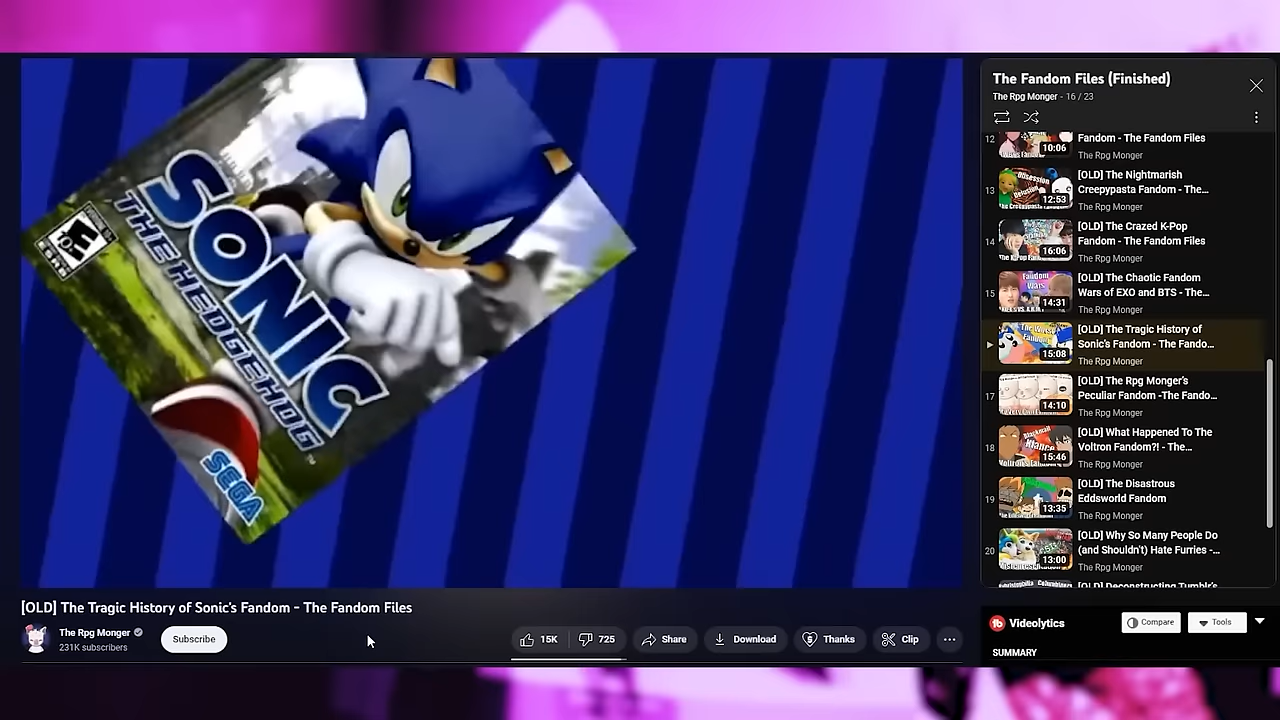 SONIC
THE HEDGEHOG
SEGA
E
[OLD] The Tragic History of Sonic's Fandom - The Fandom Files
The Rpg Monger
231K subscribers
Subscribe
15K
725
Share
Download
Thanks
Clip
The Fandom Files (Finished)
The Rpg Monger - 16 / 23
12
10:06
Fandom - The Fandom Files
The Rpg Monger
13
12:53
[OLD] The Nightmarish
Creepypasta Fandom - The...
The Rpg Monger
14
16:06
[OLD] The Crazed K-Pop
Fandom - The Fandom Files
The Rpg Monger
15
14:31
[OLD] The Chaotic Fandom
Wars of EXO and BTS - The...
The Rpg Monger
15:08
[OLD] The Tragic History of
Sonic's Fandom - The Fando...
The Rpg Monger
17
14:10
[OLD] The Rpg Monger's
Peculiar Fandom -The Fando...
The Rpg Monger
18
15:46
[OLD] What Happened To The
Voltron Fandom?! - The...
The Rpg Monger
19
13:35
[OLD] The Disastrous
Eddsworld Fandom
The Rpg Monger
20
13:00
[OLD] Why So Many People Do
(and Shouldn't) Hate Furries -...
The Rpg Monger
[OLD] Deconstructing Tumblr's
Videolytics
Compare
Tools
SUMMARY